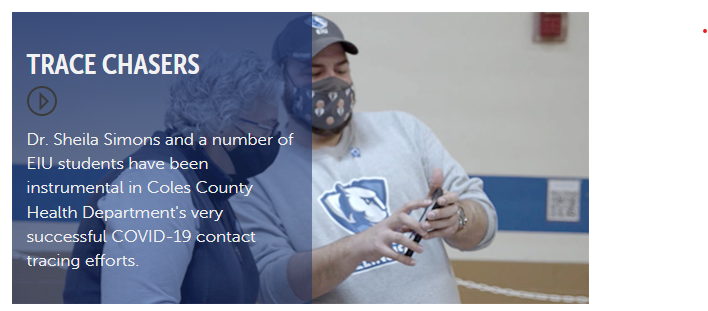 EIU
TRACE CHASERS
Dr. Sheila Simons and a number of
EIU students have been
instrumental in Coles County
Health Department's very
successful COVID-19 contact
tracing efforts.